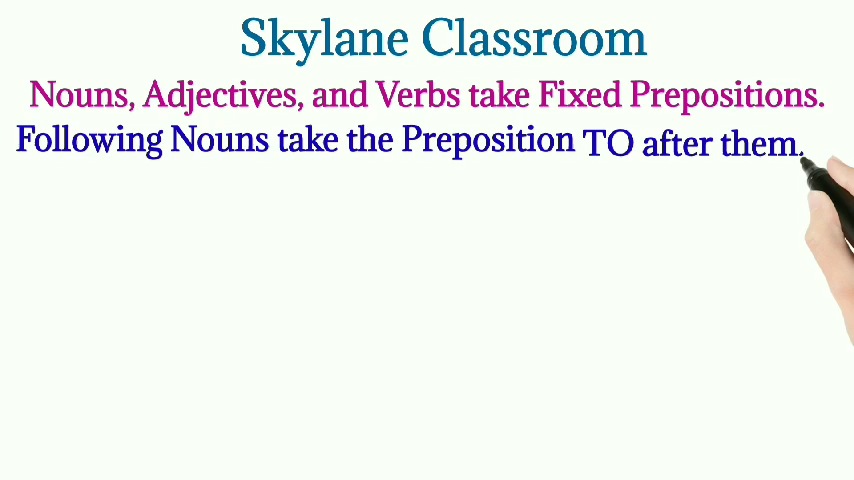 Skylane Classroom
Nouns, Adjectives, and Verbs take Fixed Prepositions.
Following Nouns take the Preposition TO after them.